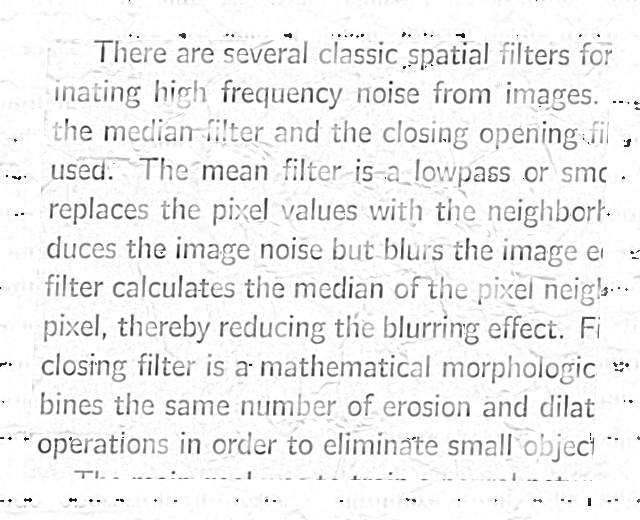 There are several classic spatial filters for
inating high frequency noise from images.
the median filter and the closing opening fil
used. The mean filter is a lowpass or smo
replaces the pixel values with the neighborh
duces the image noise but blurs the image e
filter calculates the median of the pixel neigh
pixel, thereby reducing the blurring effect. Fi
closing filter is a mathematical morphologic
bines the same number of erosion and dilat
operations in order to eliminate small object
The main